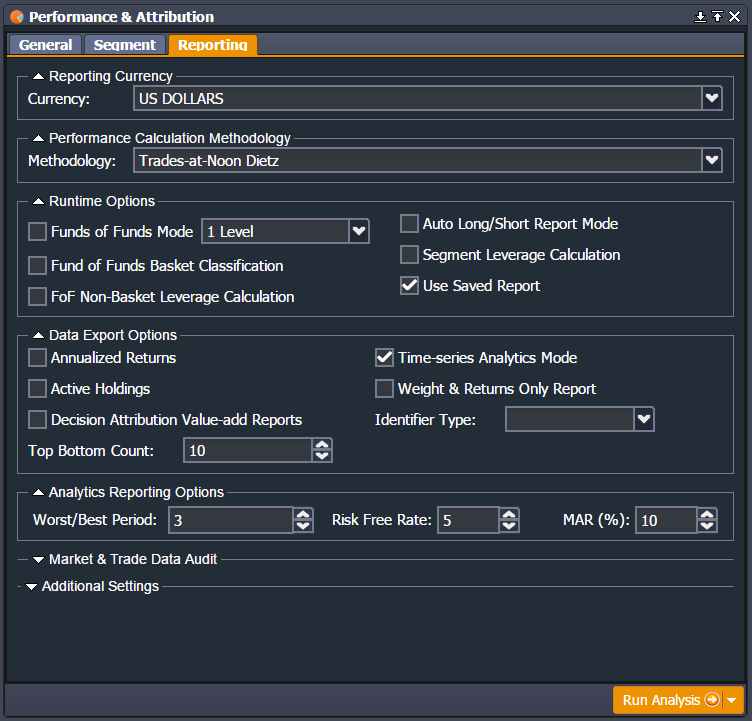 Performance & Attribution
General Segment Reporting
Reporting Currency
Currency: US DOLLARS
Performance Calculation Methodology
Methodology: Trades-at-Noon Dietz
Runtime Options
Funds of Funds Mode 1 Level Auto Long/Short Report Mode
Fund of Funds Basket Classification Segment Leverage Calculation
FoF Non-Basket Leverage Calculation Use Saved Report
Data Export Options
Annualized Returns Time-series Analytics Mode
Active Holdings Weight & Returns Only Report
Decision Attribution Value-add Reports Identifier Type:
Top Bottom Count: 10
Analytics Reporting Options
Worst/Best Period: 3 Risk Free Rate: 5 MAR (%): 10
Market & Trade Data Audit
Additional Settings
Run Analysis